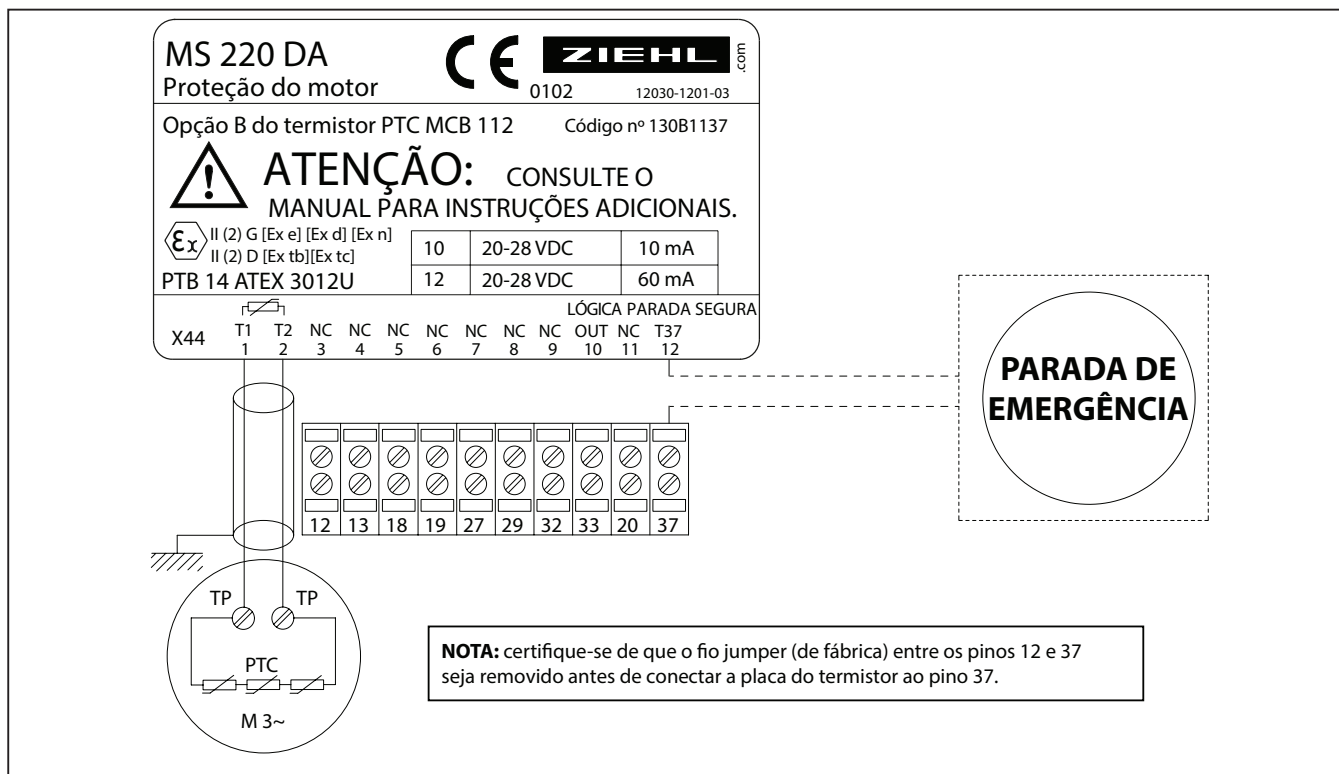 MS 220 DA
Proteção do motor
CE 0102
ZIEHL .com
12030-1201-03
Opção B do termistor PTC MCB 112
Código nº 130B1137
ATENÇÃO: CONSULTE O
MANUAL PARA INSTRUÇÕES ADICIONAIS.
Ex
II (2) G [Ex e] [Ex d] [Ex n]
II (2) D [Ex tb][Ex tc]
PTB 14 ATEX 3012U
10 20-28 VDC 10 mA
12 20-28 VDC 60 mA
LÓGICA PARADA SEGURA
X44
T1 T2 NC NC NC NC NC NC NC OUT NC T37
1 2 3 4 5 6 7 8 9 10 11 12
PARADA DE
EMERGÊNCIA
12 13 18 19 27 29 32 33 20 37
TP TP
PTC
M 3~
NOTA: certifique-se de que o fio jumper (de fábrica) entre os pinos 12 e 37
seja removido antes de conectar a placa do termistor ao pino 37.